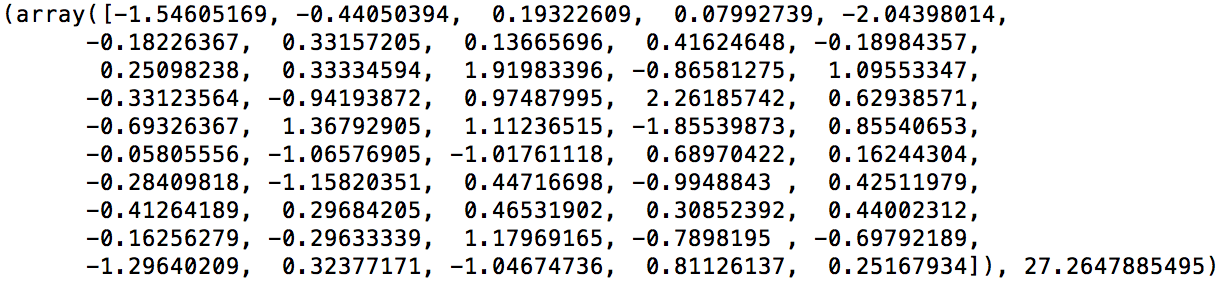 (array([-1.54605169, -0.44050394,  0.19322609,  0.07992739, -2.04398014,
       -0.18226367,  0.33157205,  0.13665696,  0.41624648, -0.18984357,
        0.25098238,  0.33334594,  1.91983396, -0.86581275,  1.09553347,
       -0.33123564, -0.94193872,  0.97487995,  2.26185742,  0.62938571,
       -0.69326367,  1.36792905,  1.11236515, -1.85539873,  0.85540653,
       -0.05805556, -1.06576905, -1.01761118,  0.68970422,  0.16244304,
       -0.28409818, -1.15820351,  0.44716698, -0.9948843 ,  0.42511979,
       -0.41264189,  0.29684205,  0.46531902,  0.30852392,  0.44002312,
       -0.16256279, -0.29633339,  1.17969165, -0.7898195 , -0.69792189,
       -1.29640209,  0.32377171, -1.04674736,  0.81126137,  0.25167934]), 27.2647885495)